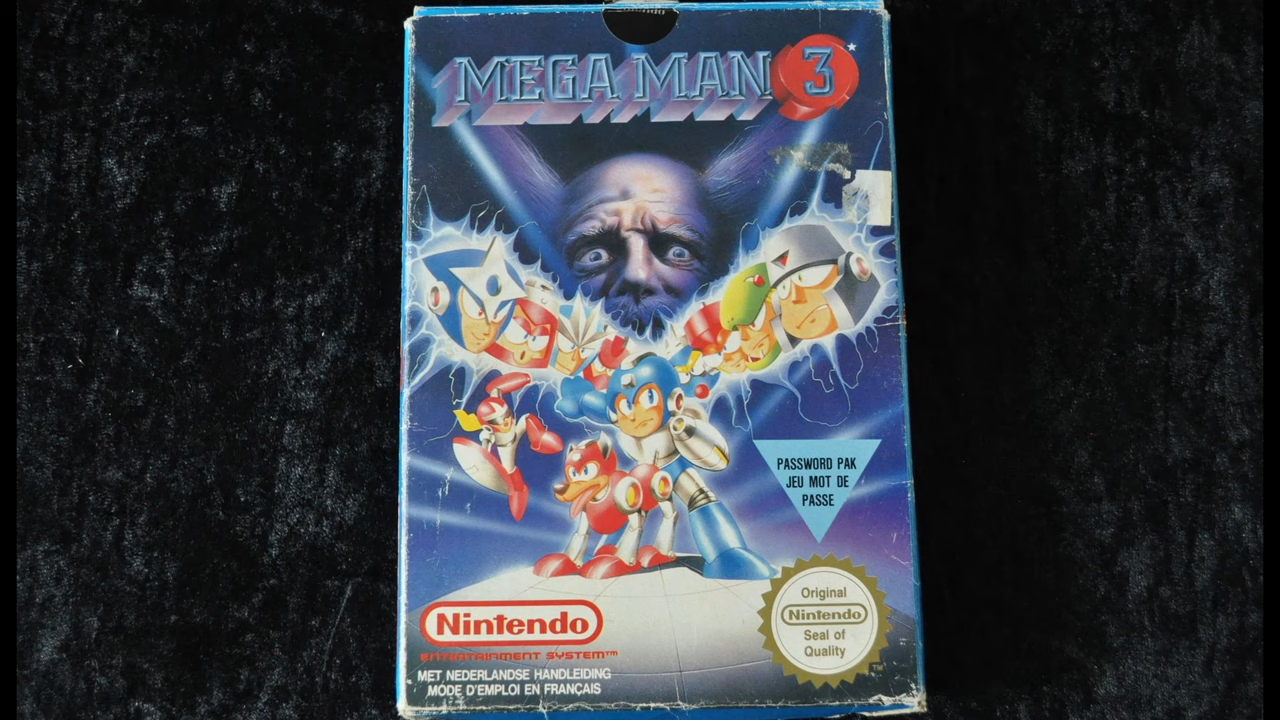 MEGA MAN 3
PASSWORD PAK
JEU MOT DE
PASSE
Original
Nintendo
Seal of
Quality
TM
Nintendo
ENTERTAINMENT SYSTEM™
MET NEDERLANDSE HANDLEIDING
MODE D'EMPLOI EN FRANÇAIS